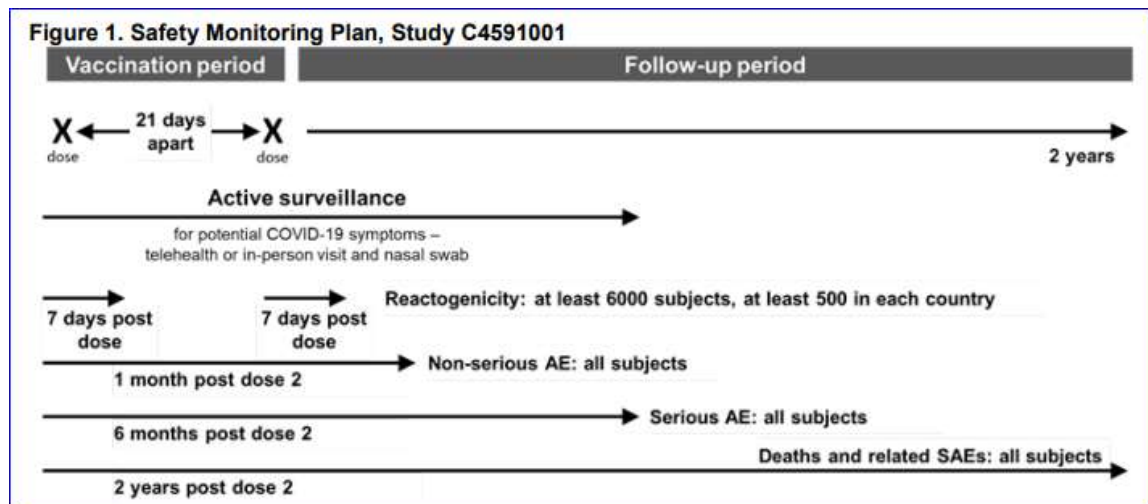 Figure 1. Safety Monitoring Plan, Study C4591001
Vaccination period
Follow-up period
X
21 days
apart
X
dose
dose
2 years
Active surveillance
for potential COVID-19 symptoms –
telehealth or in-person visit and nasal swab
Reactogenicity: at least 6000 subjects, at least 500 in each country
7 days post
dose
7 days post
dose
Non-serious AE: all subjects
1 month post dose 2
Serious AE: all subjects
6 months post dose 2
Deaths and related SAEs: all subjects
2 years post dose 2